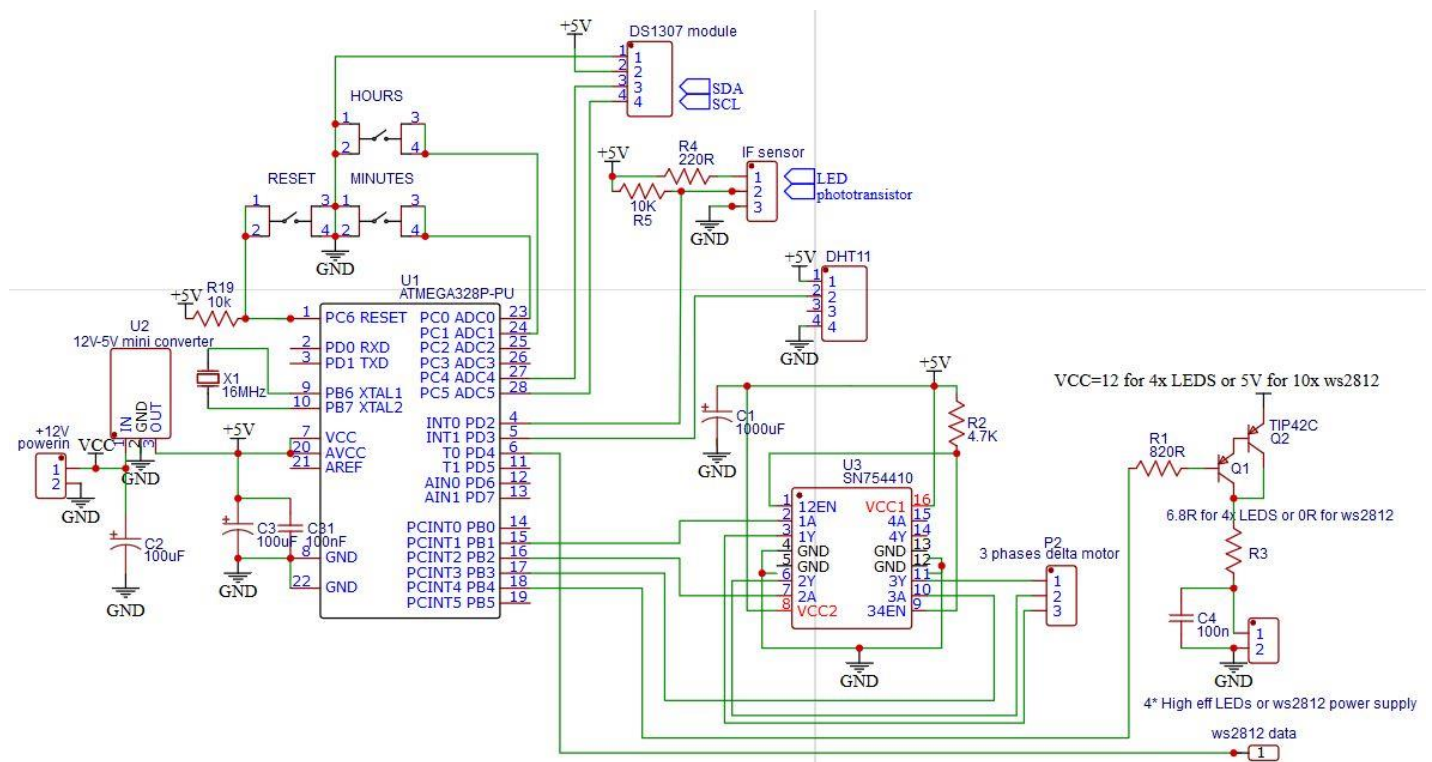 +5V
DS1307 module
1 1
2 2
3 3
4 4
SDA
SCL
HOURS
1 3
2 4
RESET
1 3
2 4
MINUTES
1 3
2 4
GND
+5V
R4
220R
10K
R5
IF sensor
1
2
3
LED
phototransistor
GND
+5V
DHT11
1 1
2 2
3 3
4 4
GND
+5V
R19
10k
U2
12V-5V mini converter
IN
GND
OUT
1
2
3
X1
16MHz
U1
ATMEGA328P-PU
1 PC6 RESET
2 PD0 RXD
3 PD1 TXD
9 PB6 XTAL1
10 PB7 XTAL2
7 VCC
20 AVCC
21 AREF
8 GND
22 GND
PC0 ADC0 23
PC1 ADC1 24
PC2 ADC2 25
PC3 ADC3 26
PC4 ADC4 27
PC5 ADC5 28
INT0 PD2 4
INT1 PD3 5
T0 PD4 6
T1 PD5 11
AIN0 PD6 12
AIN1 PD7 13
PCINT0 PB0 14
PCINT1 PB1 15
PCINT2 PB2 16
PCINT3 PB3 17
PCINT4 PB4 18
PCINT5 PB5 19
+12V
powerin
VCC
1
2
GND
GND
+5V
C2
100uF
GND
C3
100uF
C31
100nF
GND
+5V
C1
1000uF
GND
R2
4.7K
U3
SN754410
1 12EN
2 1A
3 1Y
4 GND
5 GND
6 2Y
7 2A
8 VCC2
VCC1 16
4A 15
4Y 14
GND 13
GND 12
3Y 11
3A 10
34EN 9
GND
P2
3 phases delta motor
1
2
3
VCC=12 for 4x LEDS or 5V for 10x ws2812
TIP42C
Q2
R1
820R
Q1
6.8R for 4x LEDS or 0R for ws2812
R3
C4
100n
1
2
GND
4* High eff LEDs or ws2812 power supply
ws2812 data
1